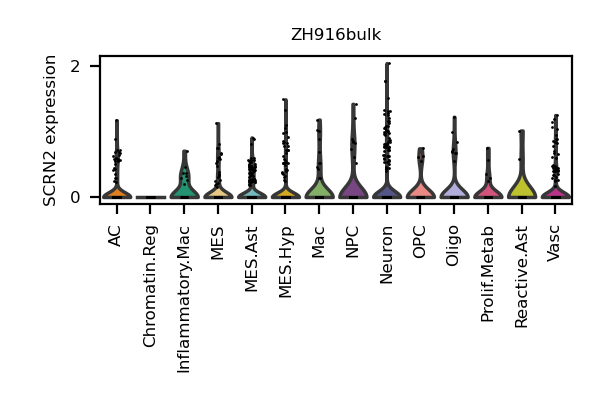 ZH916bulk
SCRN2 expression
2
0
AC
Chromatin.Reg
Inflammatory.Mac
MES
MES.Ast
MES.Hyp
Mac
NPC
Neuron
OPC
Oligo
Prolif.Metab
Reactive.Ast
Vasc